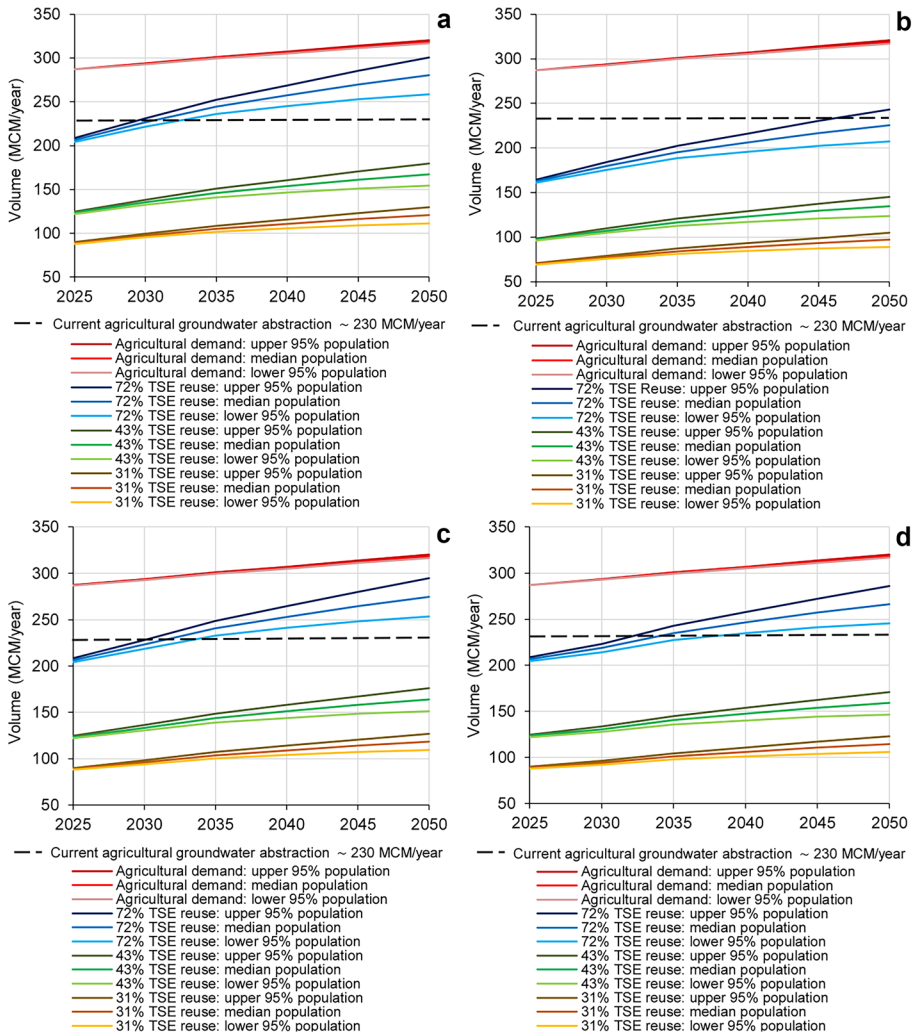 a
350
300
250
200
150
100
50
Volume (MCM/year)
2025 2030 2035 2040 2045 2050
Current agricultural groundwater abstraction ~ 230 MCM/year
Agricultural demand: upper 95% population
Agricultural demand: median population
Agricultural demand: lower 95% population
72% TSE reuse: upper 95% population
72% TSE reuse: median population
72% TSE reuse: lower 95% population
43% TSE reuse: upper 95% population
43% TSE reuse: median population
43% TSE reuse: lower 95% population
31% TSE reuse: upper 95% population
31% TSE reuse: median population
31% TSE reuse: lower 95% population
b
350
300
250
200
150
100
50
Volume (MCM/year)
2025 2030 2035 2040 2045 2050
Current agricultural groundwater abstraction ~ 230 MCM/year
Agricultural demand: upper 95% population
Agricultural demand: median population
Agricultural demand: lower 95% population
72% TSE Reuse: upper 95% population
72% TSE reuse: median population
72% TSE reuse: lower 95% population
43% TSE reuse: upper 95% population
43% TSE reuse: median population
43% TSE reuse: lower 95% population
31% TSE reuse: upper 95% population
31% TSE reuse: median population
31% TSE reuse: lower 95% population
c
350
300
250
200
150
100
50
Volume (MCM/year)
2025 2030 2035 2040 2045 2050
Current agricultural groundwater abstraction ~ 230 MCM/year
Agricultural demand: upper 95% population
Agricultural demand: median population
Agricultural demand: lower 95% population
72% TSE reuse: upper 95% population
72% TSE reuse: median population
72% TSE reuse: lower 95% population
43% TSE reuse: upper 95% population
43% TSE reuse: median population
43% TSE reuse: lower 95% population
31% TSE reuse: upper 95% population
31% TSE reuse: median population
31% TSE reuse: lower 95% population
d
350
300
250
200
150
100
50
Volume (MCM/year)
2025 2030 2035 2040 2045 2050
Current agricultural groundwater abstraction ~ 230 MCM/year
Agricultural demand: upper 95% population
Agricultural demand: median population
Agricultural demand: lower 95% population
72% TSE reuse: upper 95% population
72% TSE reuse: median population
72% TSE reuse: lower 95% population
43% TSE reuse: upper 95% population
43% TSE reuse: median population
43% TSE reuse: lower 95% population
31% TSE reuse: upper 95% population
31% TSE reuse: median population
31% TSE reuse: lower 95% population